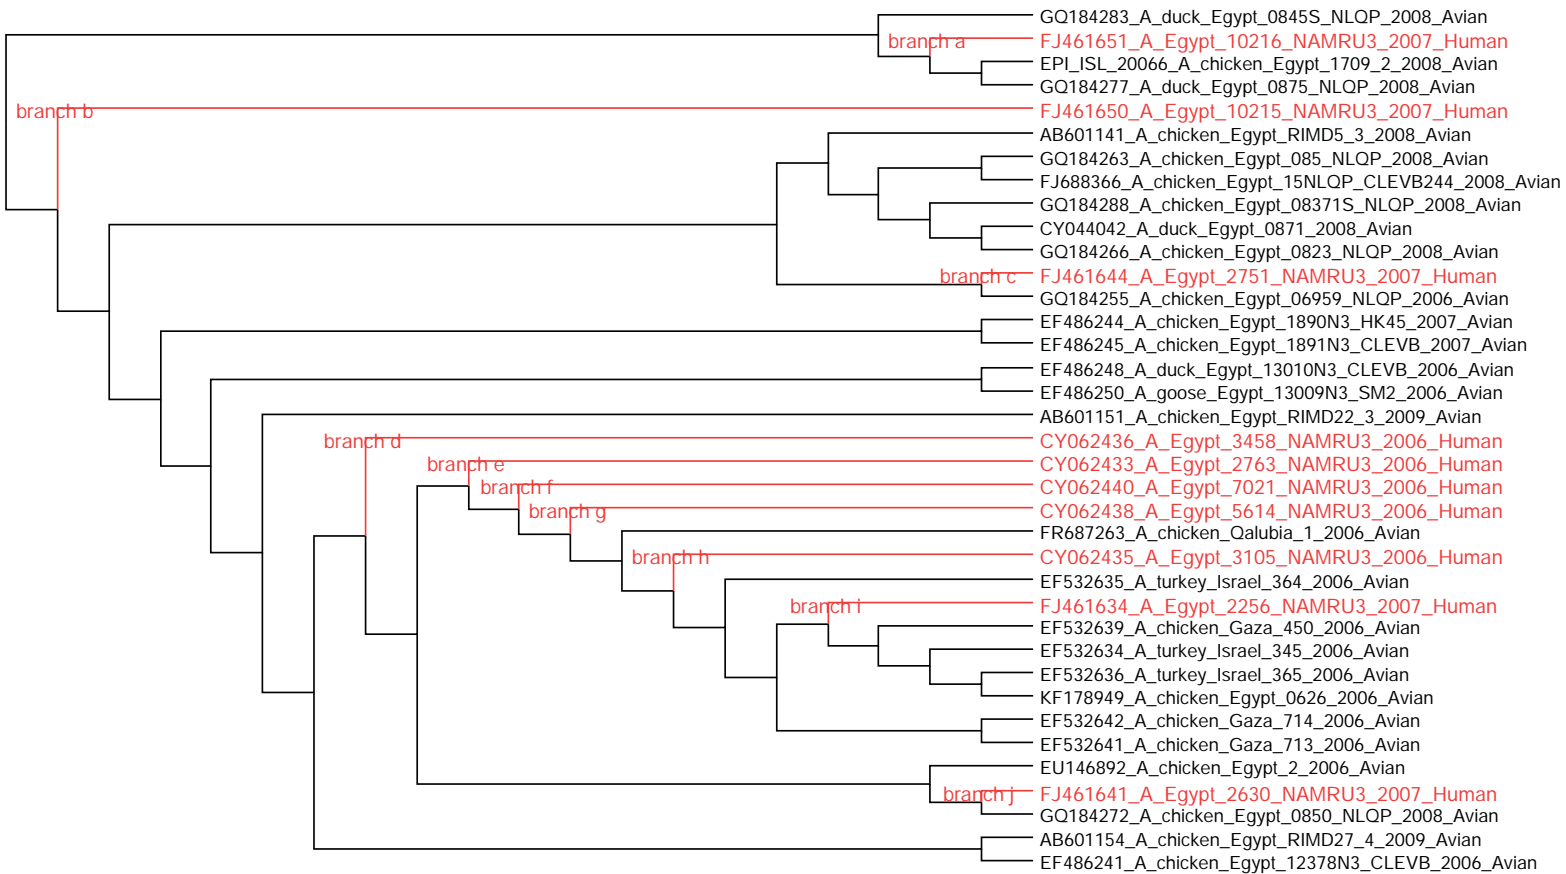 GQ184283_A_duck_Egypt_0845S_NLQP_2008_Avian
branch a FJ461651_A_Egypt_10216_NAMRU3_2007_Human
EPI_ISL_20066_A_chicken_Egypt_1709_2_2008_Avian
GQ184277_A_duck_Egypt_0875_NLQP_2008_Avian
branch b FJ461650_A_Egypt_10215_NAMRU3_2007_Human
AB601141_A_chicken_Egypt_RIMD5_3_2008_Avian
GQ184263_A_chicken_Egypt_085_NLQP_2008_Avian
FJ688366_A_chicken_Egypt_15NLQP_CLEVB244_2008_Avian
GQ184288_A_chicken_Egypt_08371S_NLQP_2008_Avian
CY044042_A_duck_Egypt_0871_2008_Avian
GQ184266_A_chicken_Egypt_0823_NLQP_2008_Avian
branch c FJ461644_A_Egypt_2751_NAMRU3_2007_Human
GQ184255_A_chicken_Egypt_06959_NLQP_2006_Avian
EF486244_A_chicken_Egypt_1890N3_HK45_2007_Avian
EF486245_A_chicken_Egypt_1891N3_CLEVB_2007_Avian
EF486248_A_duck_Egypt_13010N3_CLEVB_2006_Avian
EF486250_A_goose_Egypt_13009N3_SM2_2006_Avian
AB601151_A_chicken_Egypt_RIMD22_3_2009_Avian
branch d CY062436_A_Egypt_3458_NAMRU3_2006_Human
branch e CY062433_A_Egypt_2763_NAMRU3_2006_Human
branch f CY062440_A_Egypt_7021_NAMRU3_2006_Human
branch g CY062438_A_Egypt_5614_NAMRU3_2006_Human
FR687263_A_chicken_Qalubia_1_2006_Avian
branch h CY062435_A_Egypt_3105_NAMRU3_2006_Human
EF532635_A_turkey_Israel_364_2006_Avian
branch i FJ461634_A_Egypt_2256_NAMRU3_2007_Human
EF532639_A_chicken_Gaza_450_2006_Avian
EF532634_A_turkey_Israel_345_2006_Avian
EF532636_A_turkey_Israel_365_2006_Avian
KF178949_A_chicken_Egypt_0626_2006_Avian
EF532642_A_chicken_Gaza_714_2006_Avian
EF532641_A_chicken_Gaza_713_2006_Avian
EU146892_A_chicken_Egypt_2_2006_Avian
branch j FJ461641_A_Egypt_2630_NAMRU3_2007_Human
GQ184272_A_chicken_Egypt_0850_NLQP_2008_Avian
AB601154_A_chicken_Egypt_RIMD27_4_2009_Avian
EF486241_A_chicken_Egypt_12378N3_CLEVB_2006_Avian